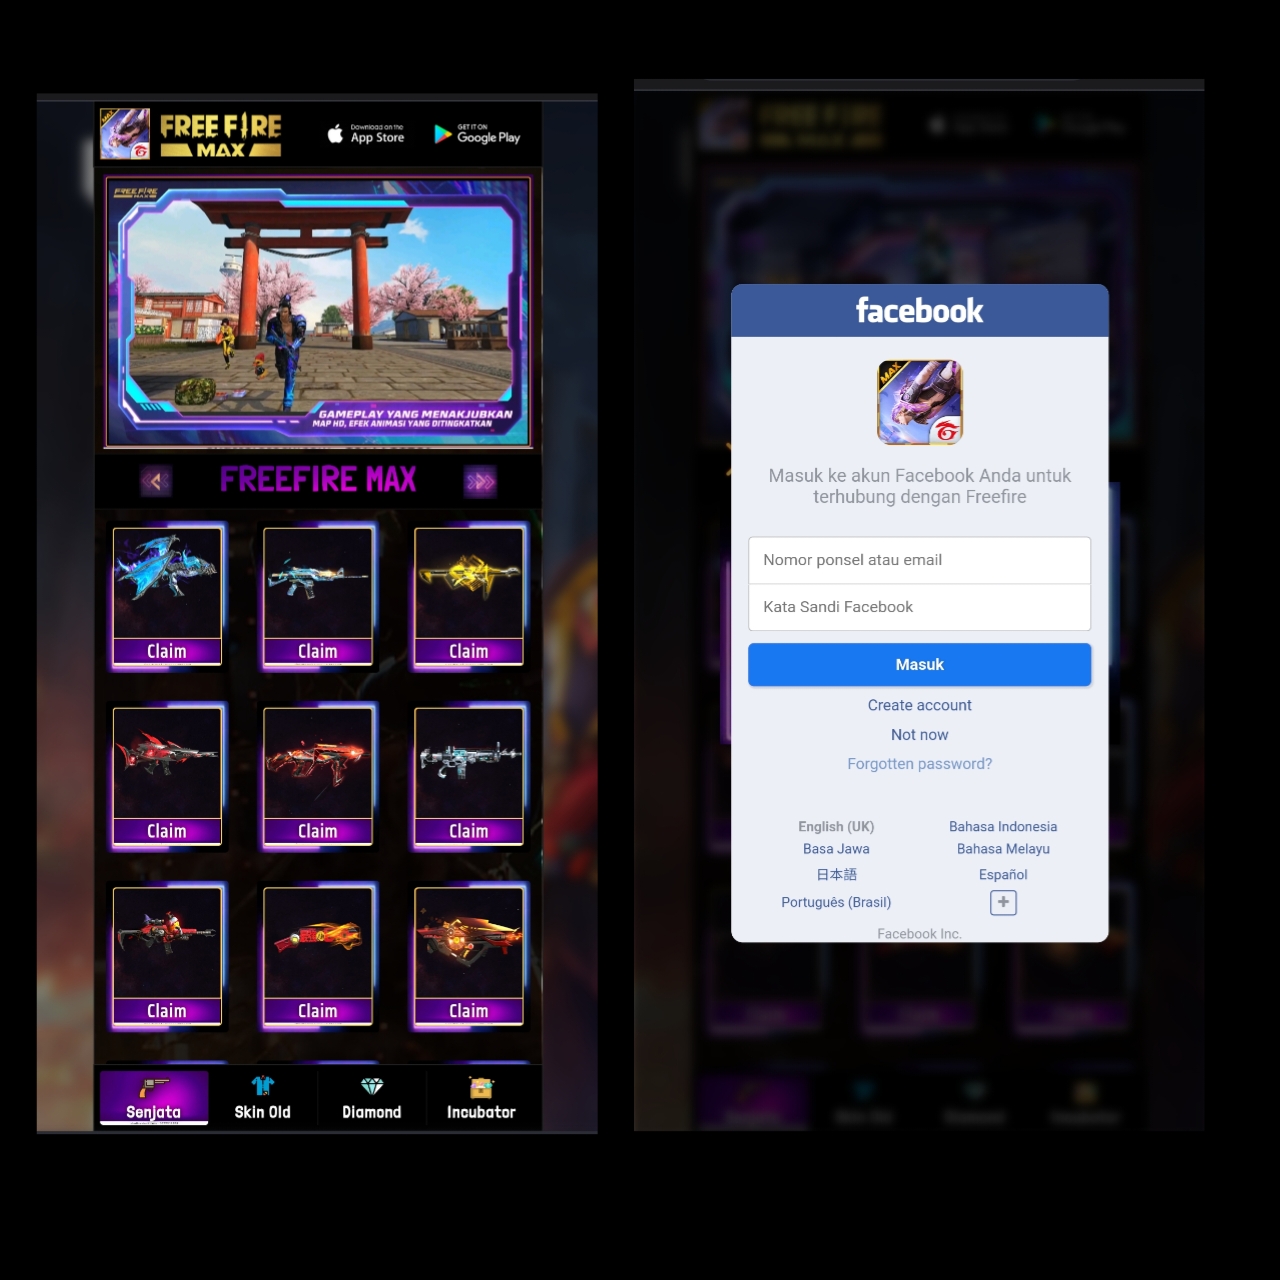 FREE FIRE
MAX
Download on the
App Store
GET IT ON
Google Play
FREE FIRE
MAX
GAMEPLAY YANG MENAKJUBKAN
MAP HD, EFEK ANIMASI YANG DITINGKATKAN
FREEFIRE MAX
Claim
Claim
Claim
Claim
Claim
Claim
Claim
Claim
Claim
Senjata
Skin Old
Diamond
Incubator
facebook
MAX
Masuk ke akun Facebook Anda untuk
terhubung dengan Freefire
Nomor ponsel atau email
Kata Sandi Facebook
Masuk
Create account
Not now
Forgotten password?
English (UK)
Bahasa Indonesia
Basa Jawa
Bahasa Melayu
日本語
Español
Português (Brasil)
Facebook Inc.